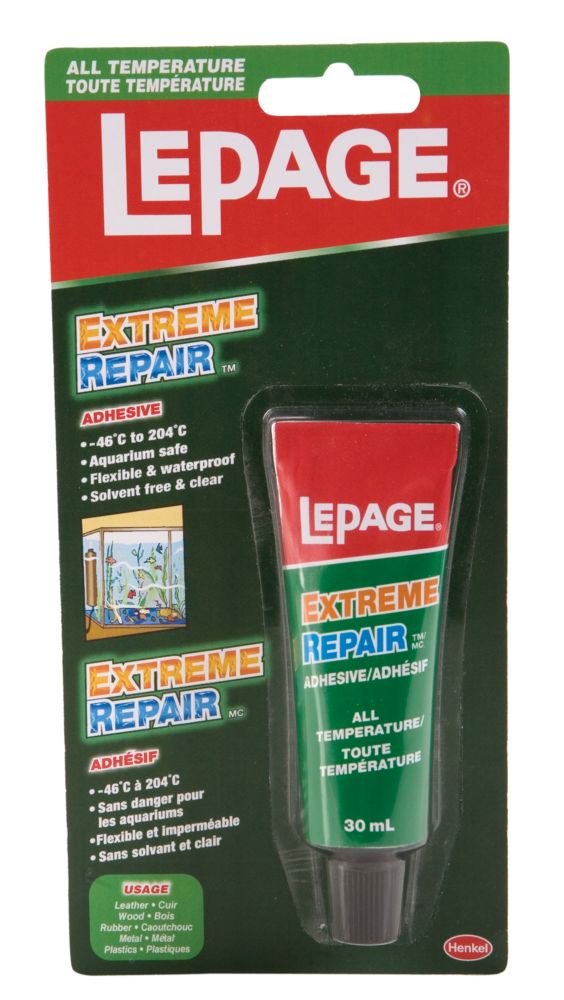 ALL TEMPERATURE
TOUTE TEMPÉRATURE
LEPAGE®
EXTREME
REPAIR™
ADHESIVE
• -46°C to 204°C
• Aquarium safe
• Flexible & waterproof
• Solvent free & clear
EXTREME
REPAIR MC
ADHÉSIF
• -46°C à 204°C
• Sans danger pour
les aquariums
•Flexible et imperméable
• Sans solvant et clair
USAGE
Leather • Cuir
Wood • Bois
Rubber • Caoutchouc
Metal • Métal
Plastics • Plastiques
LEPAGE®
EXTREME
REPAIR TM/MC
ADHESIVE/ADHÉSIF
ALL
TEMPERATURE/
TOUTE
TEMPÉRATURE
30 mL
Henkel